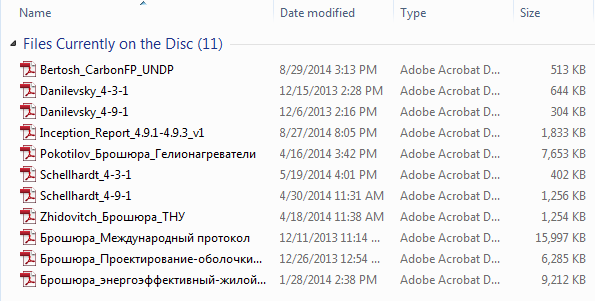 Name Date modified Type Size
Files Currently on the Disc (11)
Bertosh_CarbonFP_UNDP 8/29/2014 3:13 PM Adobe Acrobat D... 513 KB
Danilevsky_4-3-1 12/15/2013 2:28 PM Adobe Acrobat D... 644 KB
Danilevsky_4-9-1 12/6/2013 2:16 PM Adobe Acrobat D... 304 KB
Inception_Report_4.9.1-4.9.3_v1 8/27/2014 8:05 PM Adobe Acrobat D... 1,833 KB
Pokotilov_Брошюра_Гелионагреватели 4/16/2014 3:42 PM Adobe Acrobat D... 7,653 KB
Schellhardt_4-3-1 5/19/2014 4:01 PM Adobe Acrobat D... 402 KB
Schellhardt_4-9-1 4/30/2014 11:31 AM Adobe Acrobat D... 1,256 KB
Zhidovitch_Брошюра_ТНУ 4/18/2014 11:38 AM Adobe Acrobat D... 1,254 KB
Брошюра_Международный протокол 12/11/2013 11:14 ... Adobe Acrobat D... 15,997 KB
Брошюра_Проектирование-оболочки... 12/26/2013 12:54 ... Adobe Acrobat D... 6,285 KB
Брошюра_энергоэффективный-жилой... 1/28/2014 2:38 PM Adobe Acrobat D... 9,212 KB